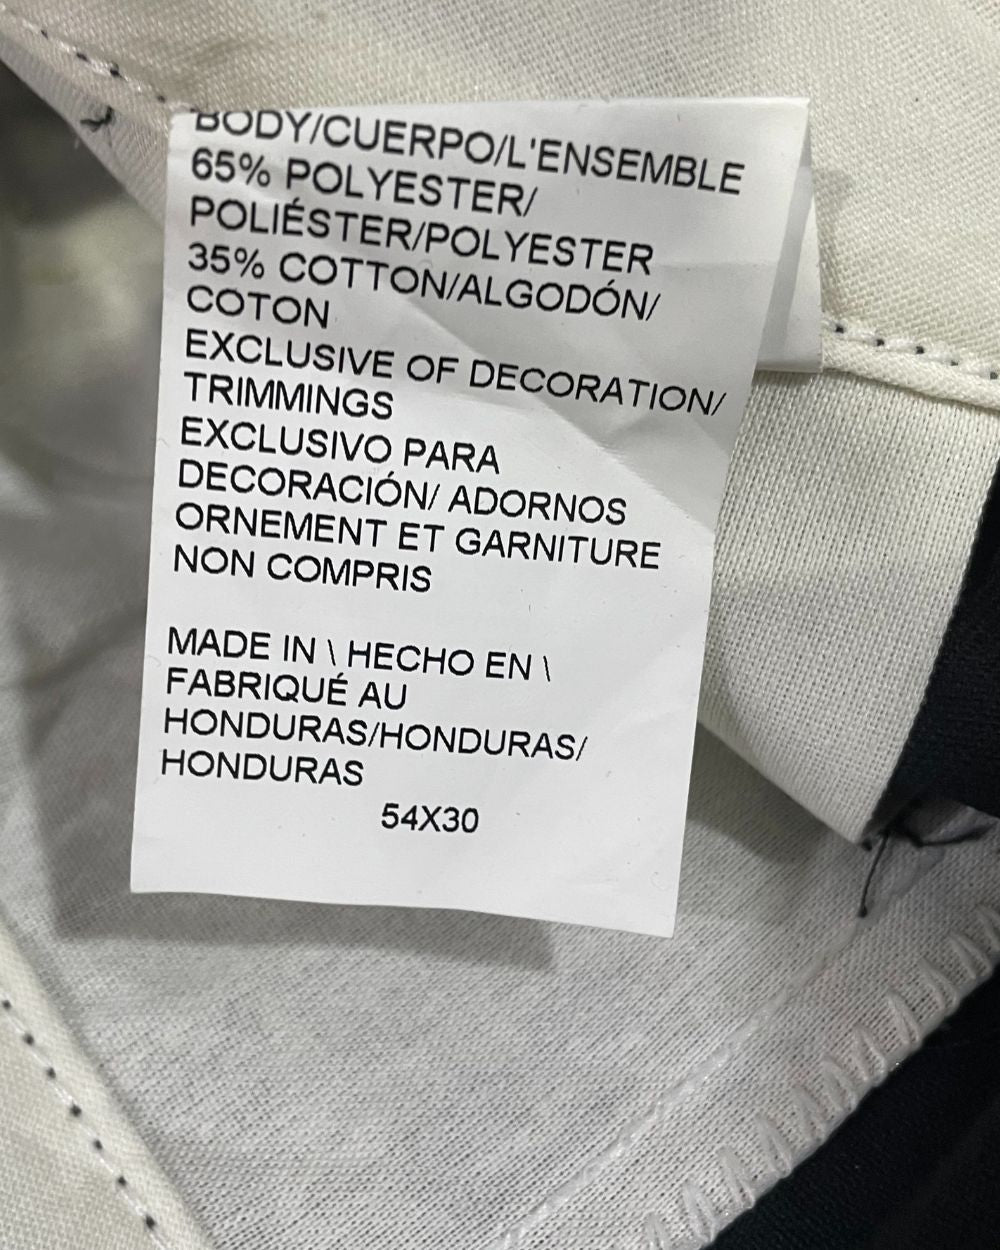 BODY/CUERPO/L'ENSEMBLE
65% POLYESTER/
POLIÉSTER/POLYESTER
35% COTTON/ALGODÓN/
COTON
EXCLUSIVE OF DECORATION/
TRIMMINGS
EXCLUSIVO PARA
DECORACIÓN/ ADORNOS
ORNEMENT ET GARNITURE
NON COMPRIS
MADE IN \ HECHO EN \
FABRIQUÉ AU
HONDURAS/HONDURAS/
HONDURAS
54X30